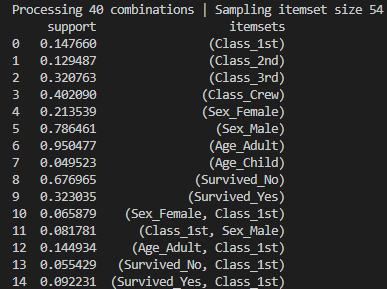 Processing 40 combinations | Sampling itemset size 54
support itemsets
0 0.147660 (Class_1st)
1 0.129487 (Class_2nd)
2 0.320763 (Class_3rd)
3 0.402090 (Class_Crew)
4 0.213539 (Sex_Female)
5 0.786461 (Sex_Male)
6 0.950477 (Age_Adult)
7 0.049523 (Age_Child)
8 0.676965 (Survived_No)
9 0.323035 (Survived_Yes)
10 0.065879 (Sex_Female, Class_1st)
11 0.081781 (Class_1st, Sex_Male)
12 0.144934 (Age_Adult, Class_1st)
13 0.055429 (Survived_No, Class_1st)
14 0.092231 (Survived_Yes, Class_1st)